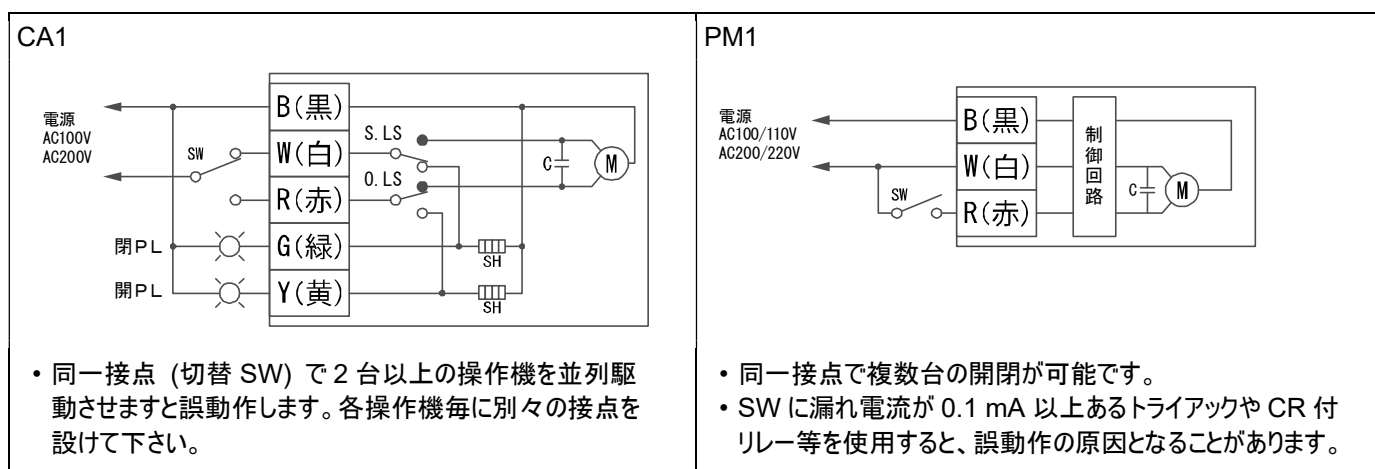 CA1
電源
AC100V
AC200V
SW
B(黒)
W(白)
R(赤)
G(緑)
Y(黄)
S.LS
O.LS
C
M
SH
SH
閉PL
開PL
• 同一接点 (切替 SW) で 2 台以上の操作機を並列駆
動させますと誤動作します。各操作機毎に別々の接点を
設けて下さい。
PM1
電源
AC100/110V
AC200/220V
SW
B(黒)
W(白)
R(赤)
制御回路
C
M
• 同一接点で複数台の開閉が可能です。
• SW に漏れ電流が 0.1 mA 以上あるトライアックや CR 付
リレー等を使用すると、誤動作の原因となることがあります。